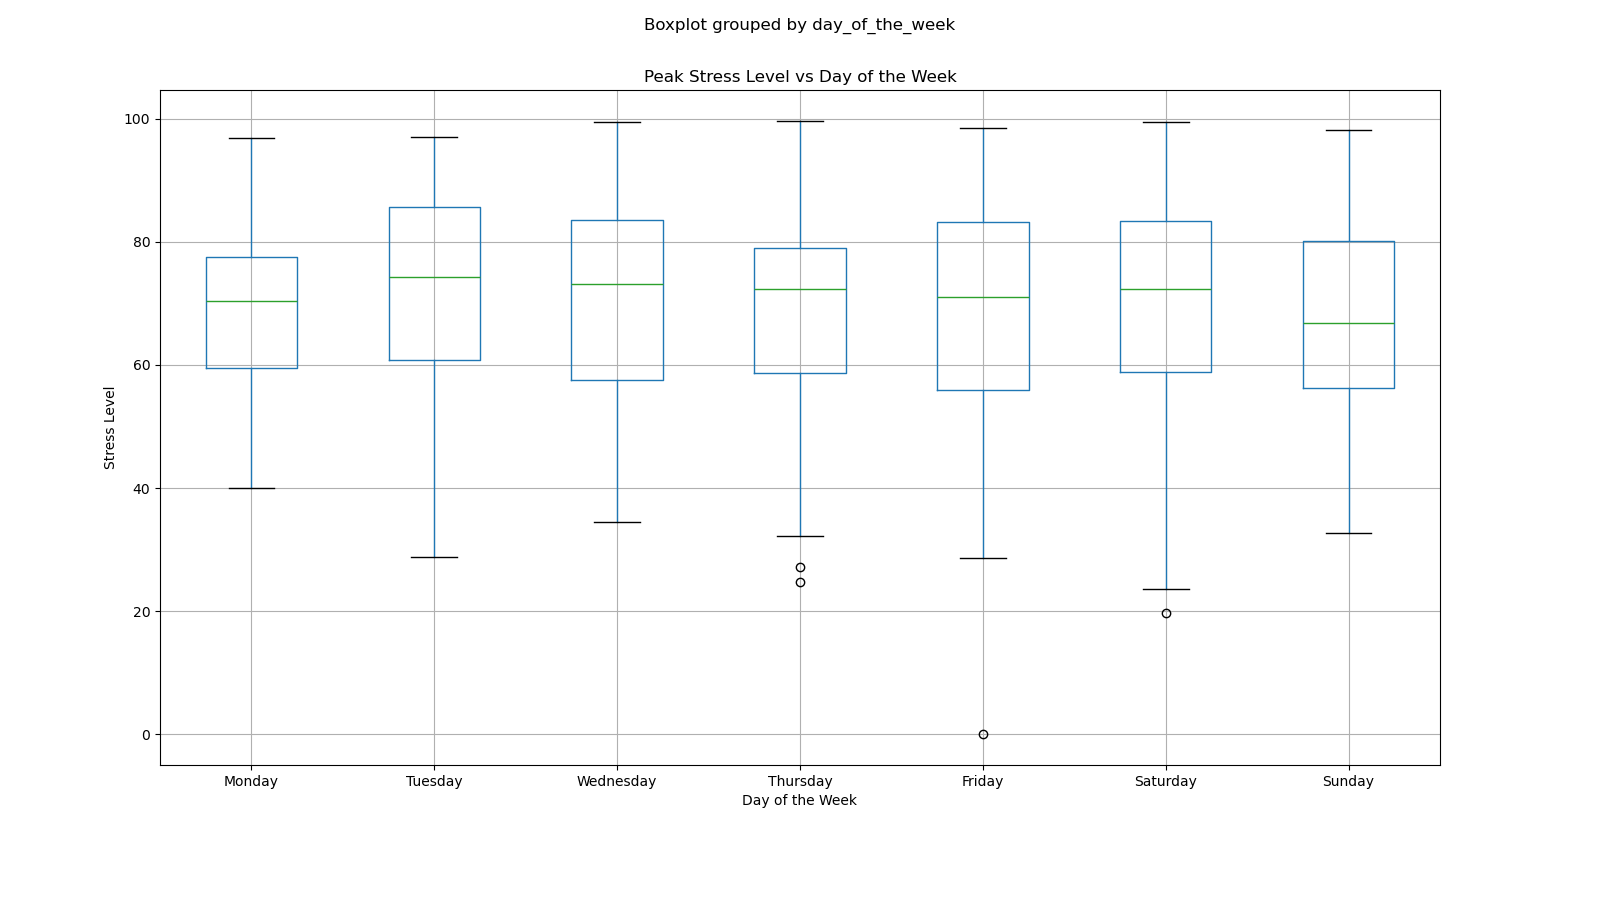 Boxplot grouped by day_of_the_week
Peak Stress Level vs Day of the Week
100
80
60
40
20
0
Stress Level
Monday Tuesday Wednesday Thursday Friday Saturday Sunday
Day of the Week